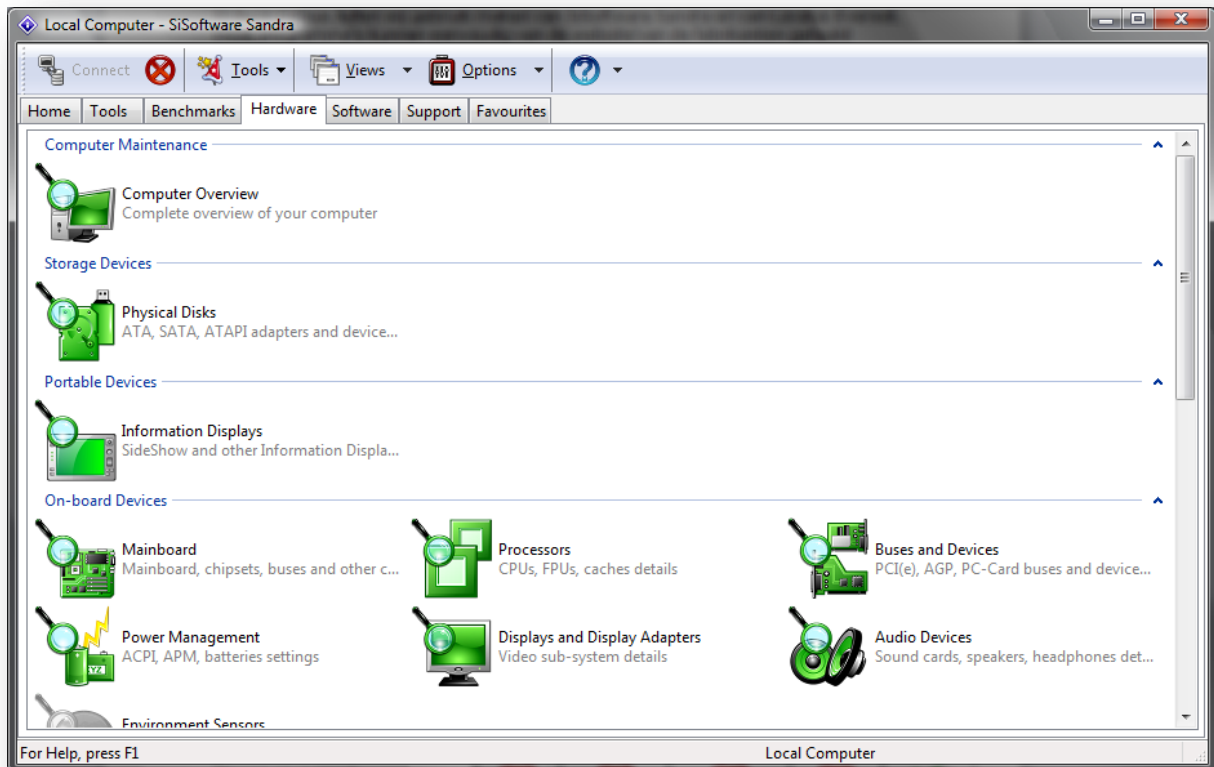 Local Computer - SiSoftware Sandra
Connect Tools Views Options
Home Tools Benchmarks Hardware Software Support Favourites
Computer Maintenance
Computer Overview
Complete overview of your computer
Storage Devices
Physical Disks
ATA, SATA, ATAPI adapters and device...
Portable Devices
Information Displays
SideShow and other Information Displa...
On-board Devices
Mainboard
Mainboard, chipsets, buses and other c...
Processors
CPUs, FPUs, caches details
Buses and Devices
PCI(e), AGP, PC-Card buses and device...
Power Management
ACPI, APM, batteries settings
Displays and Display Adapters
Video sub-system details
Audio Devices
Sound cards, speakers, headphones det...
Environment Sensors
For Help, press F1
Local Computer